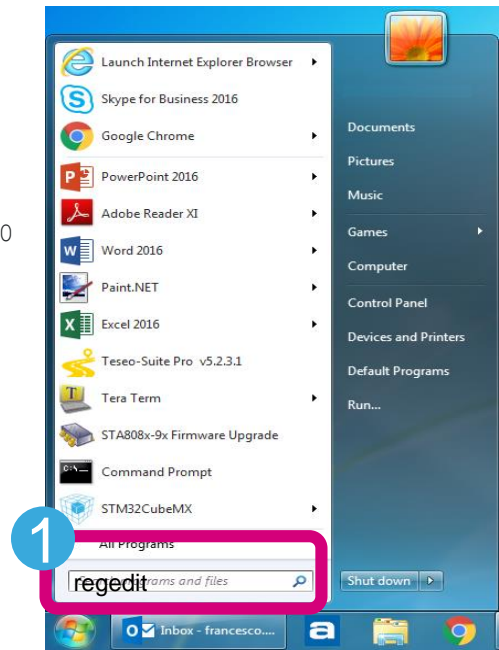 Launch Internet Explorer Browser
Skype for Business 2016
Google Chrome
PowerPoint 2016
Adobe Reader XI
0
Word 2016
Paint.NET
Excel 2016
Teseo-Suite Pro v5.2.3.1
Tera Term
STA808x-9x Firmware Upgrade
Command Prompt
STM32CubeMX
All Programs
1
regedit
programs and files
Documents
Pictures
Music
Games
Computer
Control Panel
Devices and Printers
Default Programs
Run...
Shut down
Inbox - francesco....